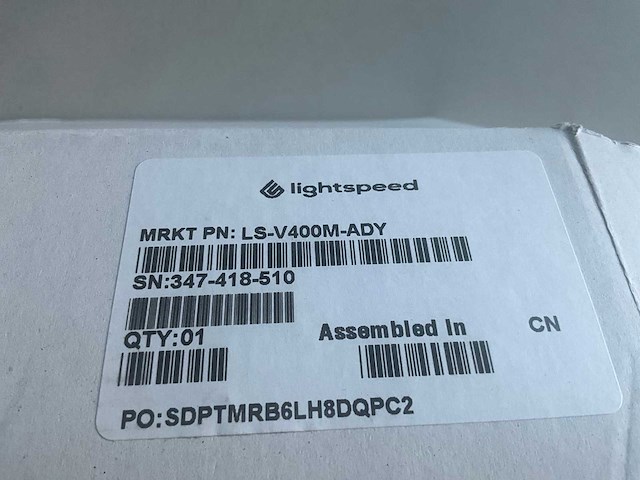 lightspeed
MRKT PN: LS-V400M-ADY
SN:347-418-510
QTY:01
Assembled In CN
PO:SDPTMRB6LH8DQPC2